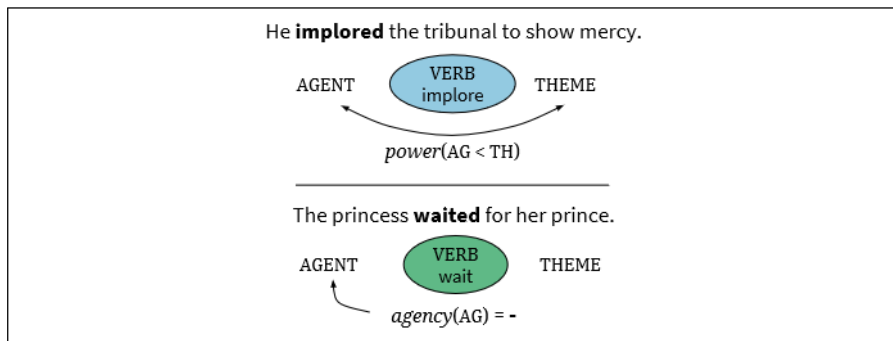 He implored the tribunal to show mercy.
AGENT VERB THEME
implore
power(AG < TH)
The princess waited for her prince.
AGENT VERB THEME
wait
agency(AG) = -